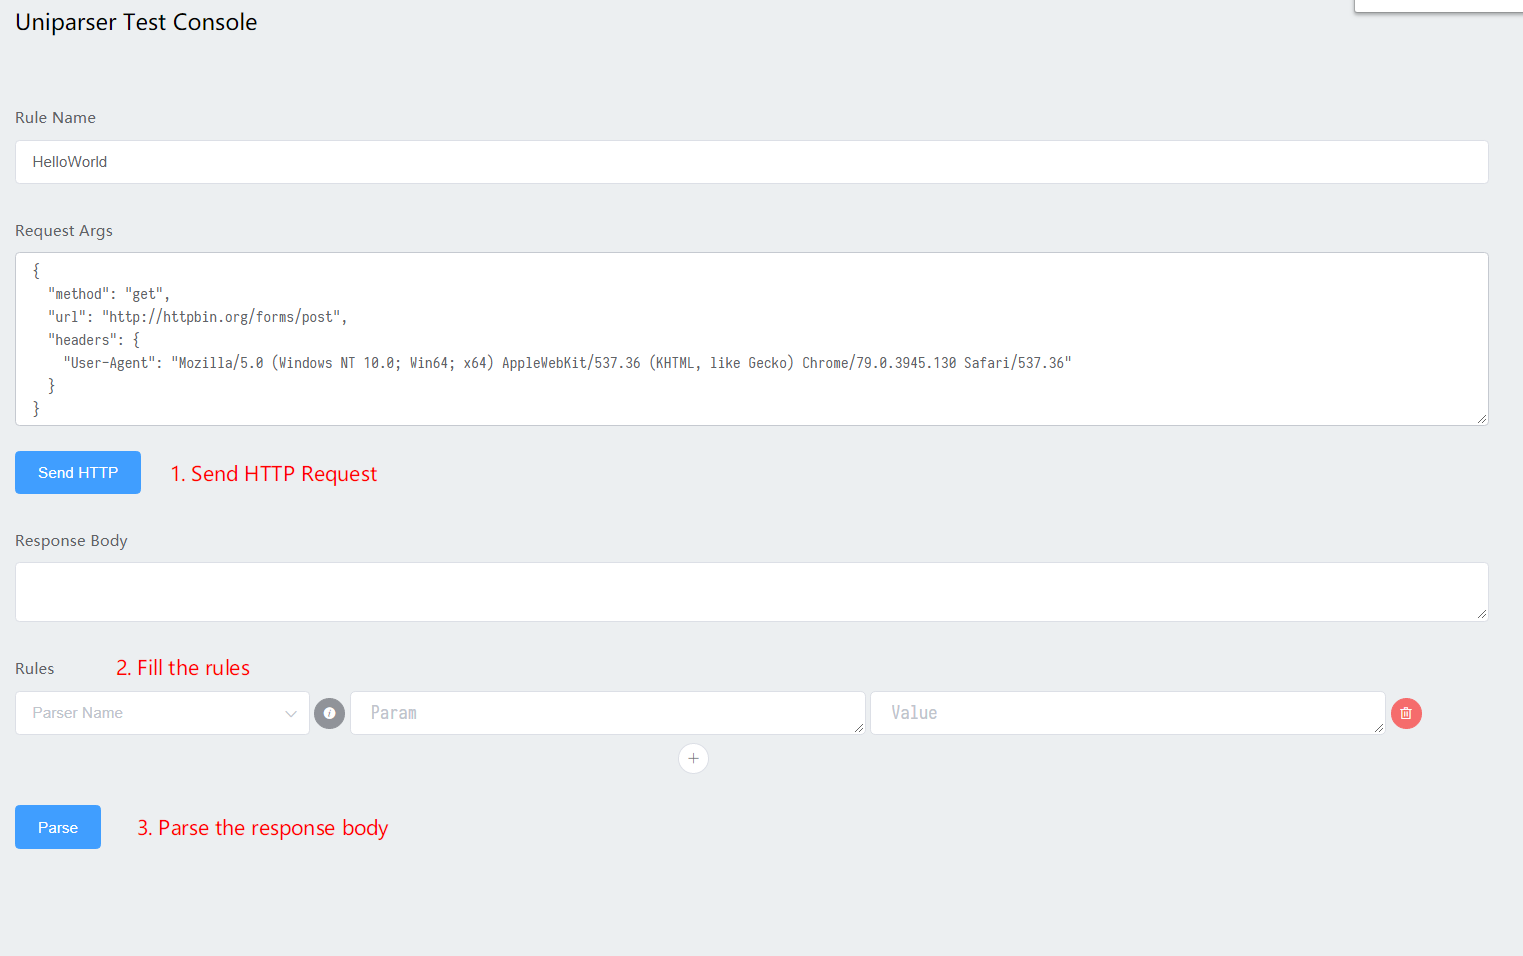 Uniparser Test Console
Rule Name
HelloWorld
Request Args
{
  "method": "get",
  "url": "http://httpbin.org/forms/post",
  "headers": {
    "User-Agent": "Mozilla/5.0 (Windows NT 10.0; Win64; x64) AppleWebKit/537.36 (KHTML, like Gecko) Chrome/79.0.3945.130 Safari/537.36"
  }
}
Send HTTP 1. Send HTTP Request
Response Body
Rules 2. Fill the rules
Parser Name Param Value
Parse 3. Parse the response body